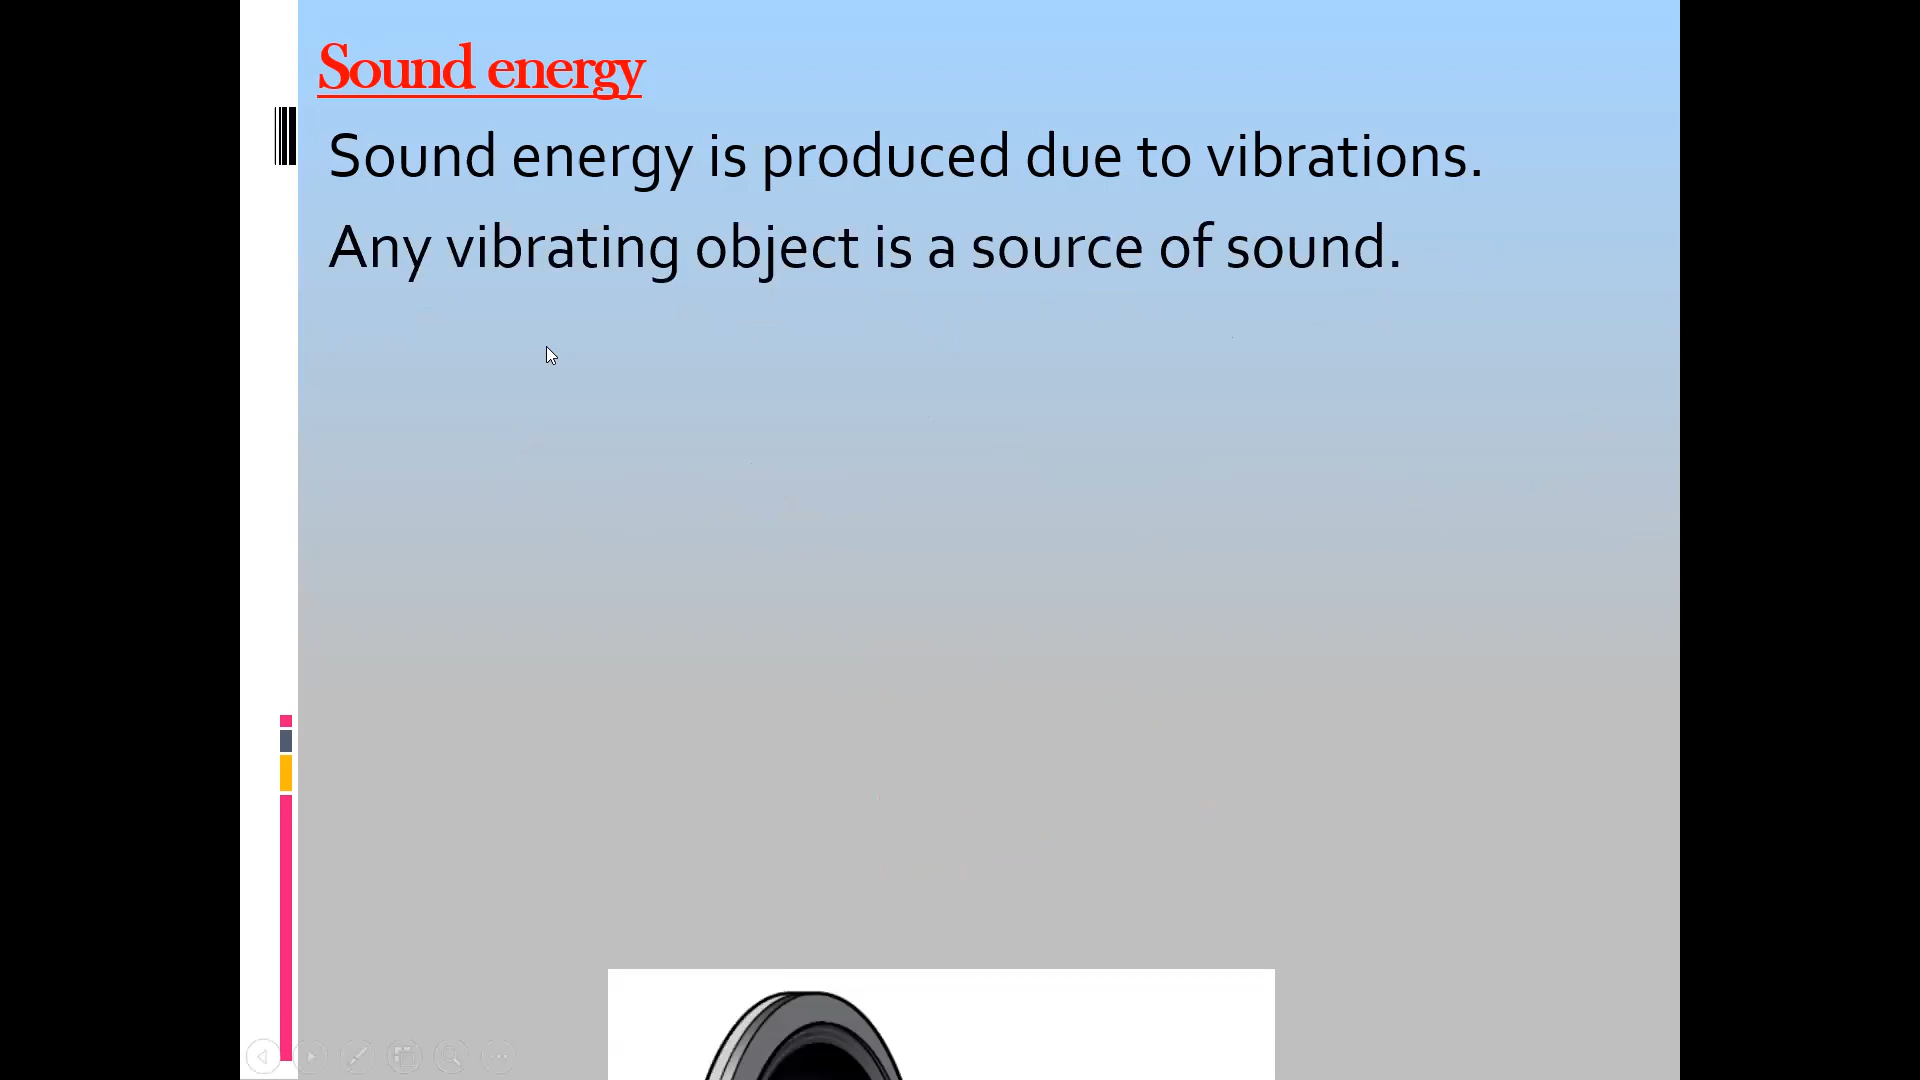 Sound energy
Sound energy is produced due to vibrations.
Any vibrating object is a source of sound.